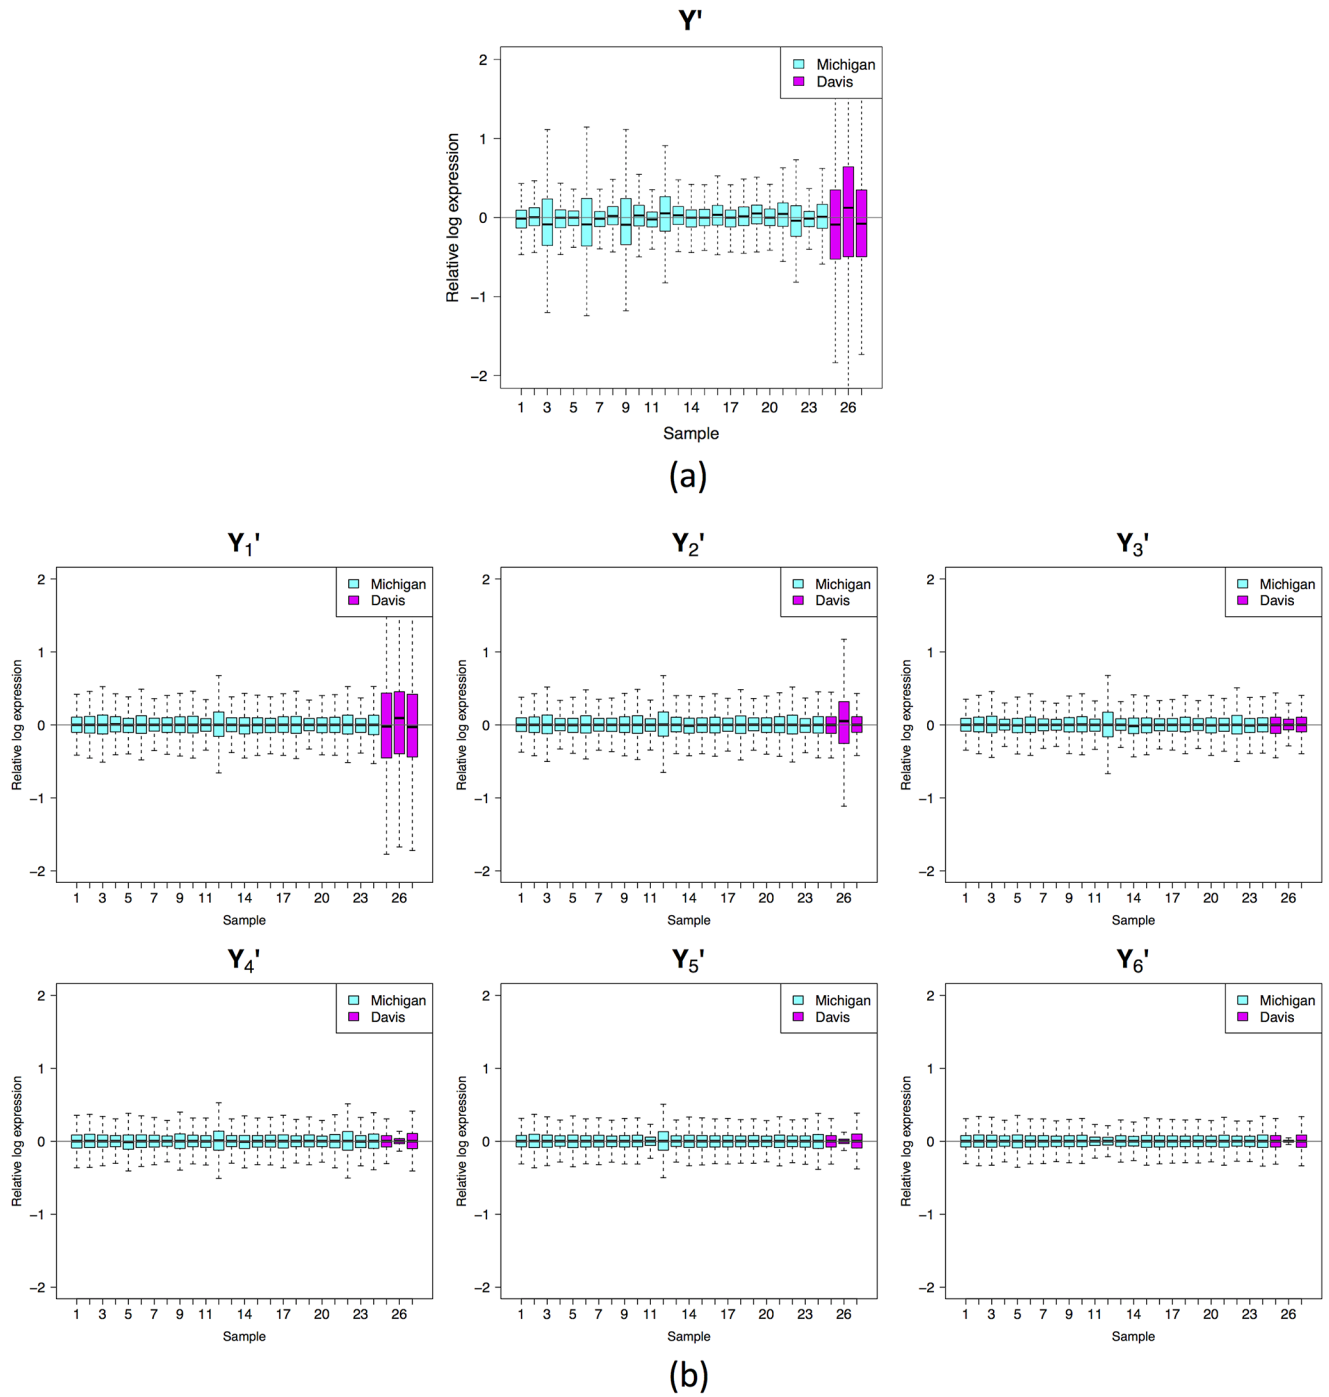 Y'
Michigan
Davis
2
1
0
−1
−2
Relative log expression
1 3 5 7 9 11 14 17 20 23 26
Sample
(a)
Y1' Y2' Y3'
Michigan
Davis
2
1
0
−1
−2
Relative log expression
1 3 5 7 9 11 14 17 20 23 26
Sample
Michigan
Davis
2
1
0
−1
−2
Relative log expression
1 3 5 7 9 11 14 17 20 23 26
Sample
Michigan
Davis
2
1
0
−1
−2
Relative log expression
1 3 5 7 9 11 14 17 20 23 26
Sample
Y4' Y5' Y6'
Michigan
Davis
2
1
0
−1
−2
Relative log expression
1 3 5 7 9 11 14 17 20 23 26
Sample
Michigan
Davis
2
1
0
−1
−2
Relative log expression
1 3 5 7 9 11 14 17 20 23 26
Sample
Michigan
Davis
2
1
0
−1
−2
Relative log expression
1 3 5 7 9 11 14 17 20 23 26
Sample
(b)